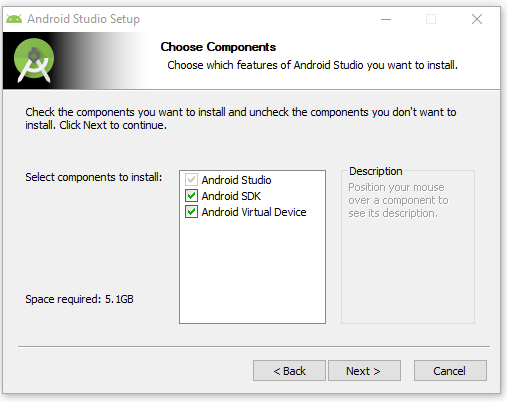 Android Studio Setup
Choose Components
Choose which features of Android Studio you want to install.
Check the components you want to install and uncheck the components you don't want to
install. Click Next to continue.
Select components to install:
Android Studio
Android SDK
Android Virtual Device
Description
Position your mouse
over a component to
see its description.
Space required: 5.1GB
< Back
Next >
Cancel